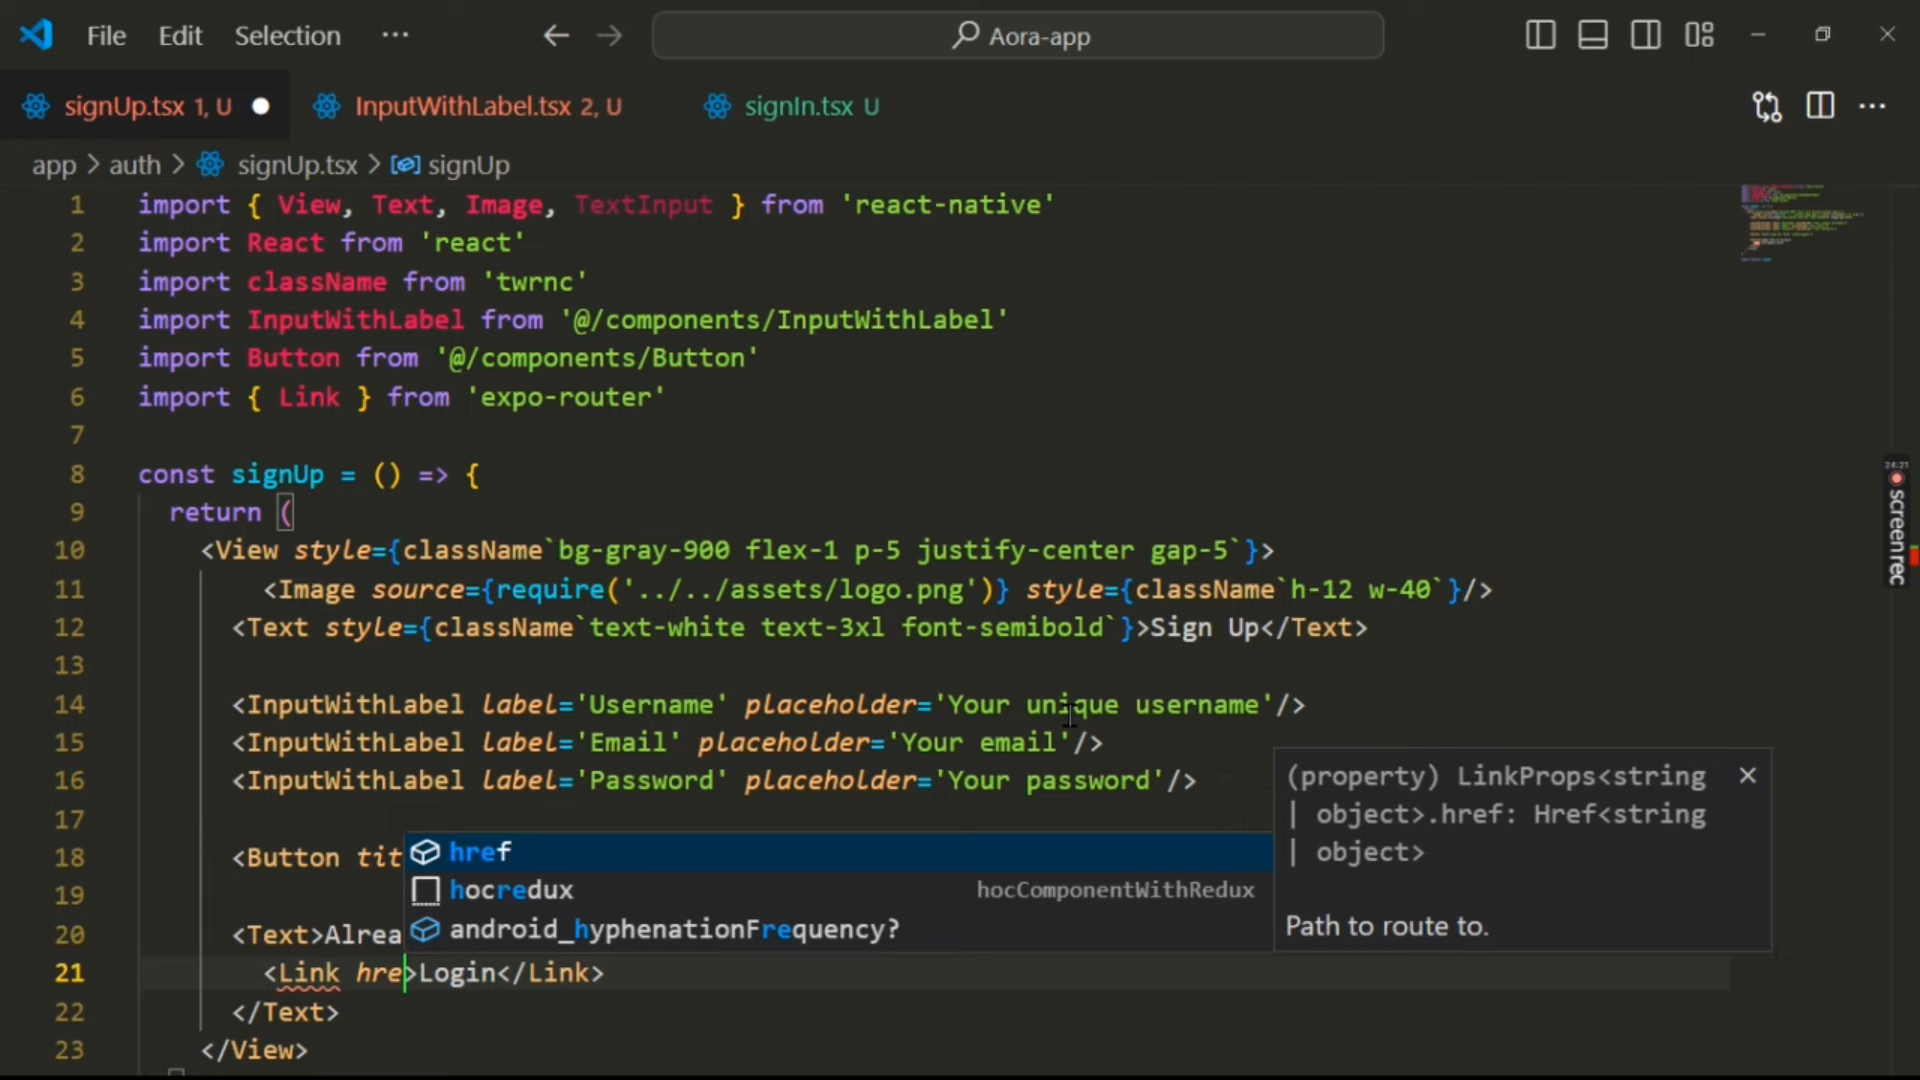 File Edit Selection ··· Aora-app
signUp.tsx 1, U InputWithLabel.tsx 2, U signIn.tsx U
app > auth > signUp.tsx > signUp
1 import { View, Text, Image, TextInput } from 'react-native'
2 import React from 'react'
3 import className from 'twrnc'
4 import InputWithLabel from '@/components/InputWithLabel'
5 import Button from '@/components/Button'
6 import { Link } from 'expo-router'
7
8 const signUp = () => {
9 return (
10 <View style={className`bg-gray-900 flex-1 p-5 justify-center gap-5`}>
11 <Image source={require('../../assets/logo.png')} style={className`h-12 w-40`}/>
12 <Text style={className`text-white text-3xl font-semibold`}>Sign Up</Text>
13
14 <InputWithLabel label='Username' placeholder='Your unique username'/>
15 <InputWithLabel label='Email' placeholder='Your email'/>
16 <InputWithLabel label='Password' placeholder='Your password'/>
17
18 <Button tit
19
20 <Text>Alrea
21 <Link hre>Login</Link>
22 </Text>
23 </View>
href
hocredux hocComponentWithRedux
android_hyphenationFrequency?
(property) LinkProps<string
| object>.href: Href<string
| object>
Path to route to.
24:21
screen rec